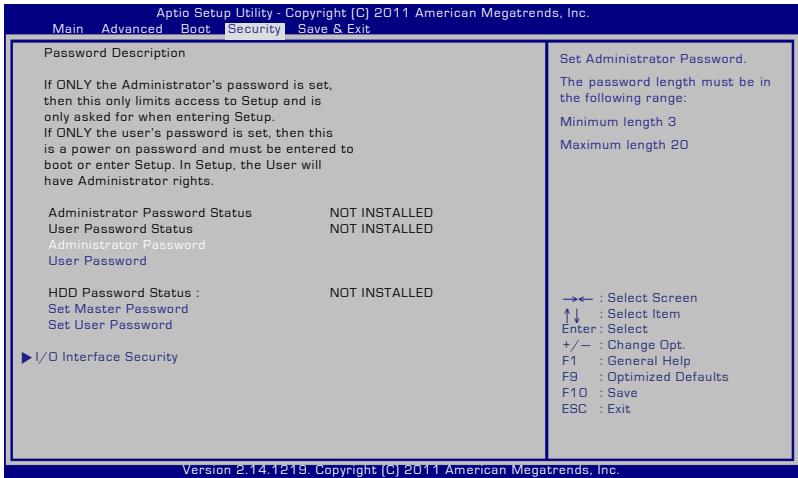 Aptio Setup Utility - Copyright (C) 2011 American Megatrends, Inc.
Main Advanced Boot Security Save & Exit
Password Description
If ONLY the Administrator's password is set,
then this only limits access to Setup and is
only asked for when entering Setup.
If ONLY the user's password is set, then this
is a power on password and must be entered to
boot or enter Setup. In Setup, the User will
have Administrator rights.
Administrator Password Status NOT INSTALLED
User Password Status NOT INSTALLED
Administrator Password
User Password
HDD Password Status : NOT INSTALLED
Set Master Password
Set User Password
▶ I/O Interface Security
Set Administrator Password.
The password length must be in
the following range:
Minimum length 3
Maximum length 20
→← : Select Screen
↑↓ : Select Item
Enter : Select
+/— : Change Opt.
F1 : General Help
F9 : Optimized Defaults
F10 : Save
ESC : Exit
Version 2.14.1219. Copyright (C) 2011 American Megatrends, Inc.